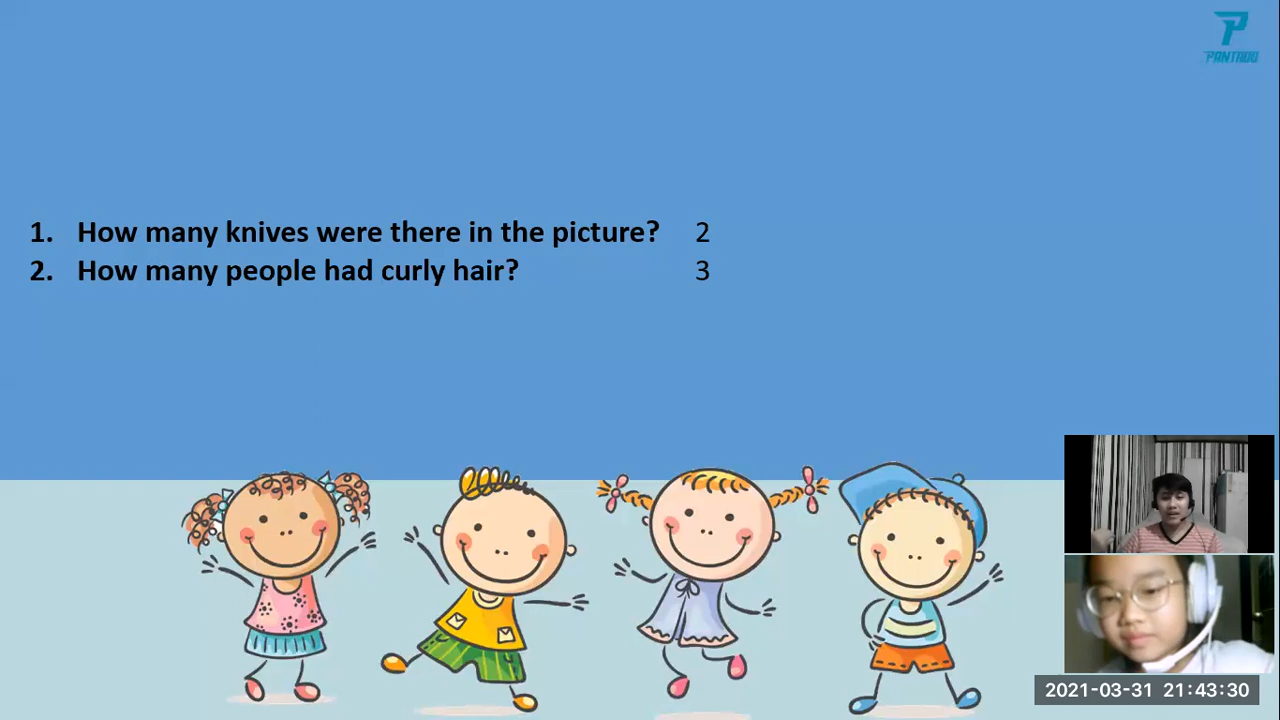 PANTADO
1. How many knives were there in the picture? 2
2. How many people had curly hair? 3
2021-03-31 21:43:30